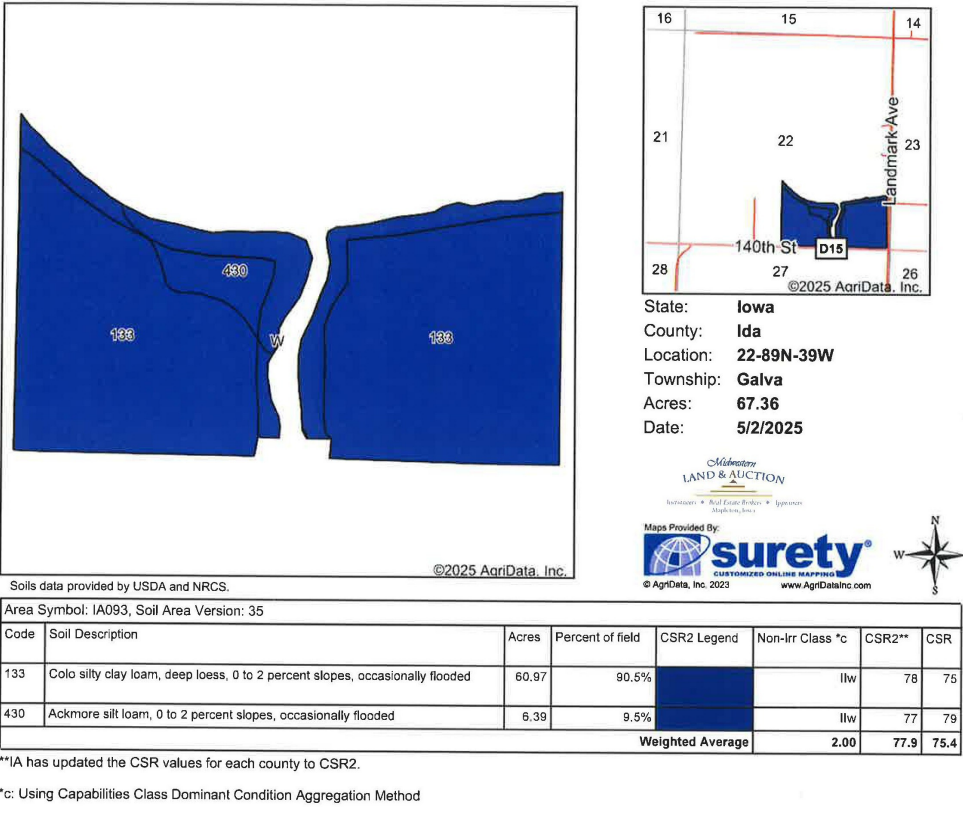 430
133
W
133
©2025 AgriData, Inc.
Soils data provided by USDA and NRCS.
16
15
14
21
22
23
Landmark Ave
140th St
D15
28
27
26
©2025 AgriData, Inc.
State: Iowa
County: Ida
Location: 22-89N-39W
Township: Galva
Acres: 67.36
Date: 5/2/2025
Midwestern
LAND & AUCTION
Auctioneers • Real Estate Brokers • Appraisers
Mapleton, Iowa
Maps Provided By:
surety®
CUSTOMIZED ONLINE MAPPING
© AgriData, Inc. 2023 www.AgriDataInc.com
N
W E
S
Area Symbol: IA093, Soil Area Version: 35
Code Soil Description Acres Percent of field CSR2 Legend Non-Irr Class *c CSR2** CSR
133 Colo silty clay loam, deep loess, 0 to 2 percent slopes, occasionally flooded 60.97 90.5% IIw 78 75
430 Ackmore silt loam, 0 to 2 percent slopes, occasionally flooded 6.39 9.5% IIw 77 79
Weighted Average 2.00 77.9 75.4
**IA has updated the CSR values for each county to CSR2.
*c: Using Capabilities Class Dominant Condition Aggregation Method